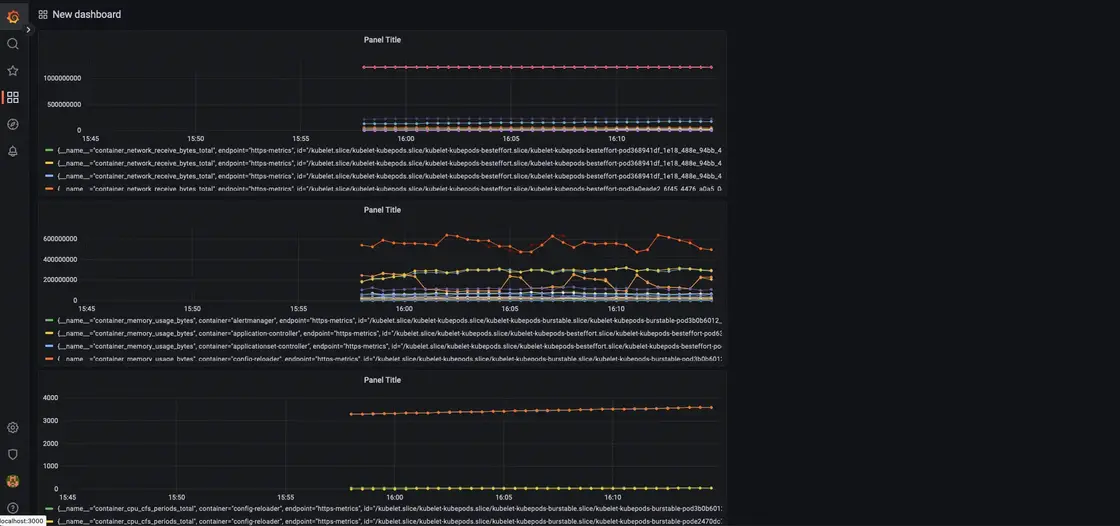 New dashboard
Panel Title
1000000000
500000000
0
15:45 15:50 15:55 16:00 16:05 16:10
{__name__="container_network_receive_bytes_total", endpoint="https-metrics", id="/kubelet.slice/kubelet-kubepods.slice/kubelet-kubepods-besteffort.slice/kubelet-kubepods-besteffort-pod368941df_1e18_488e_94bb_4
{__name__="container_network_receive_bytes_total", endpoint="https-metrics", id="/kubelet.slice/kubelet-kubepods.slice/kubelet-kubepods-besteffort.slice/kubelet-kubepods-besteffort-pod368941df_1e18_488e_94bb_4
{__name__="container_network_receive_bytes_total", endpoint="https-metrics", id="/kubelet.slice/kubelet-kubepods.slice/kubelet-kubepods-besteffort.slice/kubelet-kubepods-besteffort-pod368941df_1e18_488e_94bb_4
{__name__="container_network_receive_bytes_total", endpoint="https-metrics", id="/kubelet.slice/kubelet-kubepods.slice/kubelet-kubepods-besteffort.slice/kubelet-kubepods-besteffort-pod3a0eade2_6f45_4476_a0a5_0
Panel Title
600000000
400000000
200000000
0
15:45 15:50 15:55 16:00 16:05 16:10
{__name__="container_memory_usage_bytes", container="alertmanager", endpoint="https-metrics", id="/kubelet.slice/kubelet-kubepods.slice/kubelet-kubepods-burstable.slice/kubelet-kubepods-burstable-pod3b0b6012_
{__name__="container_memory_usage_bytes", container="application-controller", endpoint="https-metrics", id="/kubelet.slice/kubelet-kubepods.slice/kubelet-kubepods-besteffort.slice/kubelet-kubepods-besteffort-pod63
{__name__="container_memory_usage_bytes", container="applicationset-controller", endpoint="https-metrics", id="/kubelet.slice/kubelet-kubepods.slice/kubelet-kubepods-besteffort.slice/kubelet-kubepods-besteffort-po
{__name__="container_memory_usage_bytes", container="config-reloader", endpoint="https-metrics", id="/kubelet.slice/kubelet-kubepods.slice/kubelet-kubepods-burstable.slice/kubelet-kubepods-burstable-pod3b0b601
Panel Title
4000
3000
2000
1000
0
15:45 15:50 15:55 16:00 16:05 16:10
{__name__="container_cpu_cfs_periods_total", container="config-reloader", endpoint="https-metrics", id="/kubelet.slice/kubelet-kubepods.slice/kubelet-kubepods-burstable.slice/kubelet-kubepods-burstable-pod3b0b601
{__name__="container_cpu_cfs_periods_total", container="config-reloader", endpoint="https-metrics", id="/kubelet.slice/kubelet-kubepods.slice/kubelet-kubepods-burstable.slice/kubelet-kubepods-burstable-pode2470dc
localhost:3000